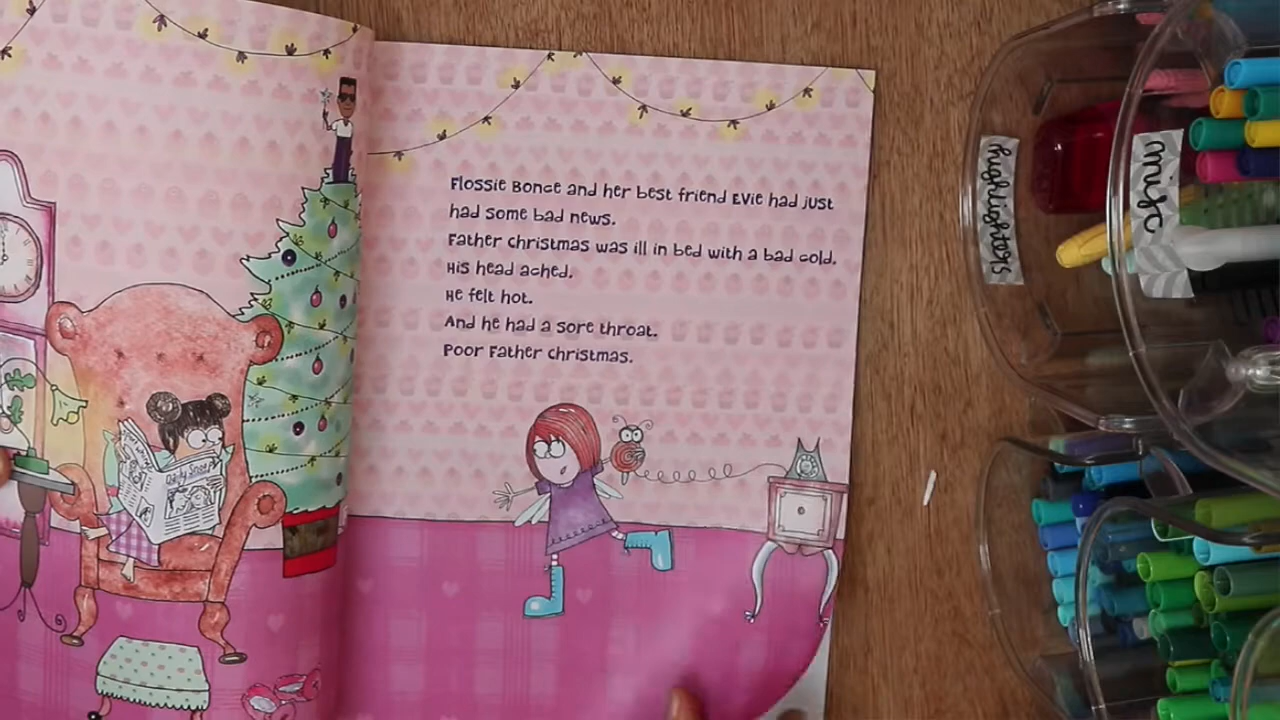 Flossie Bonce and her best friend Evie had just
had some bad news.
Father christmas was ill in bed with a bad cold.
His head ached.
He felt hot.
And he had a sore throat.
Poor Father christmas.
highlighters
misc